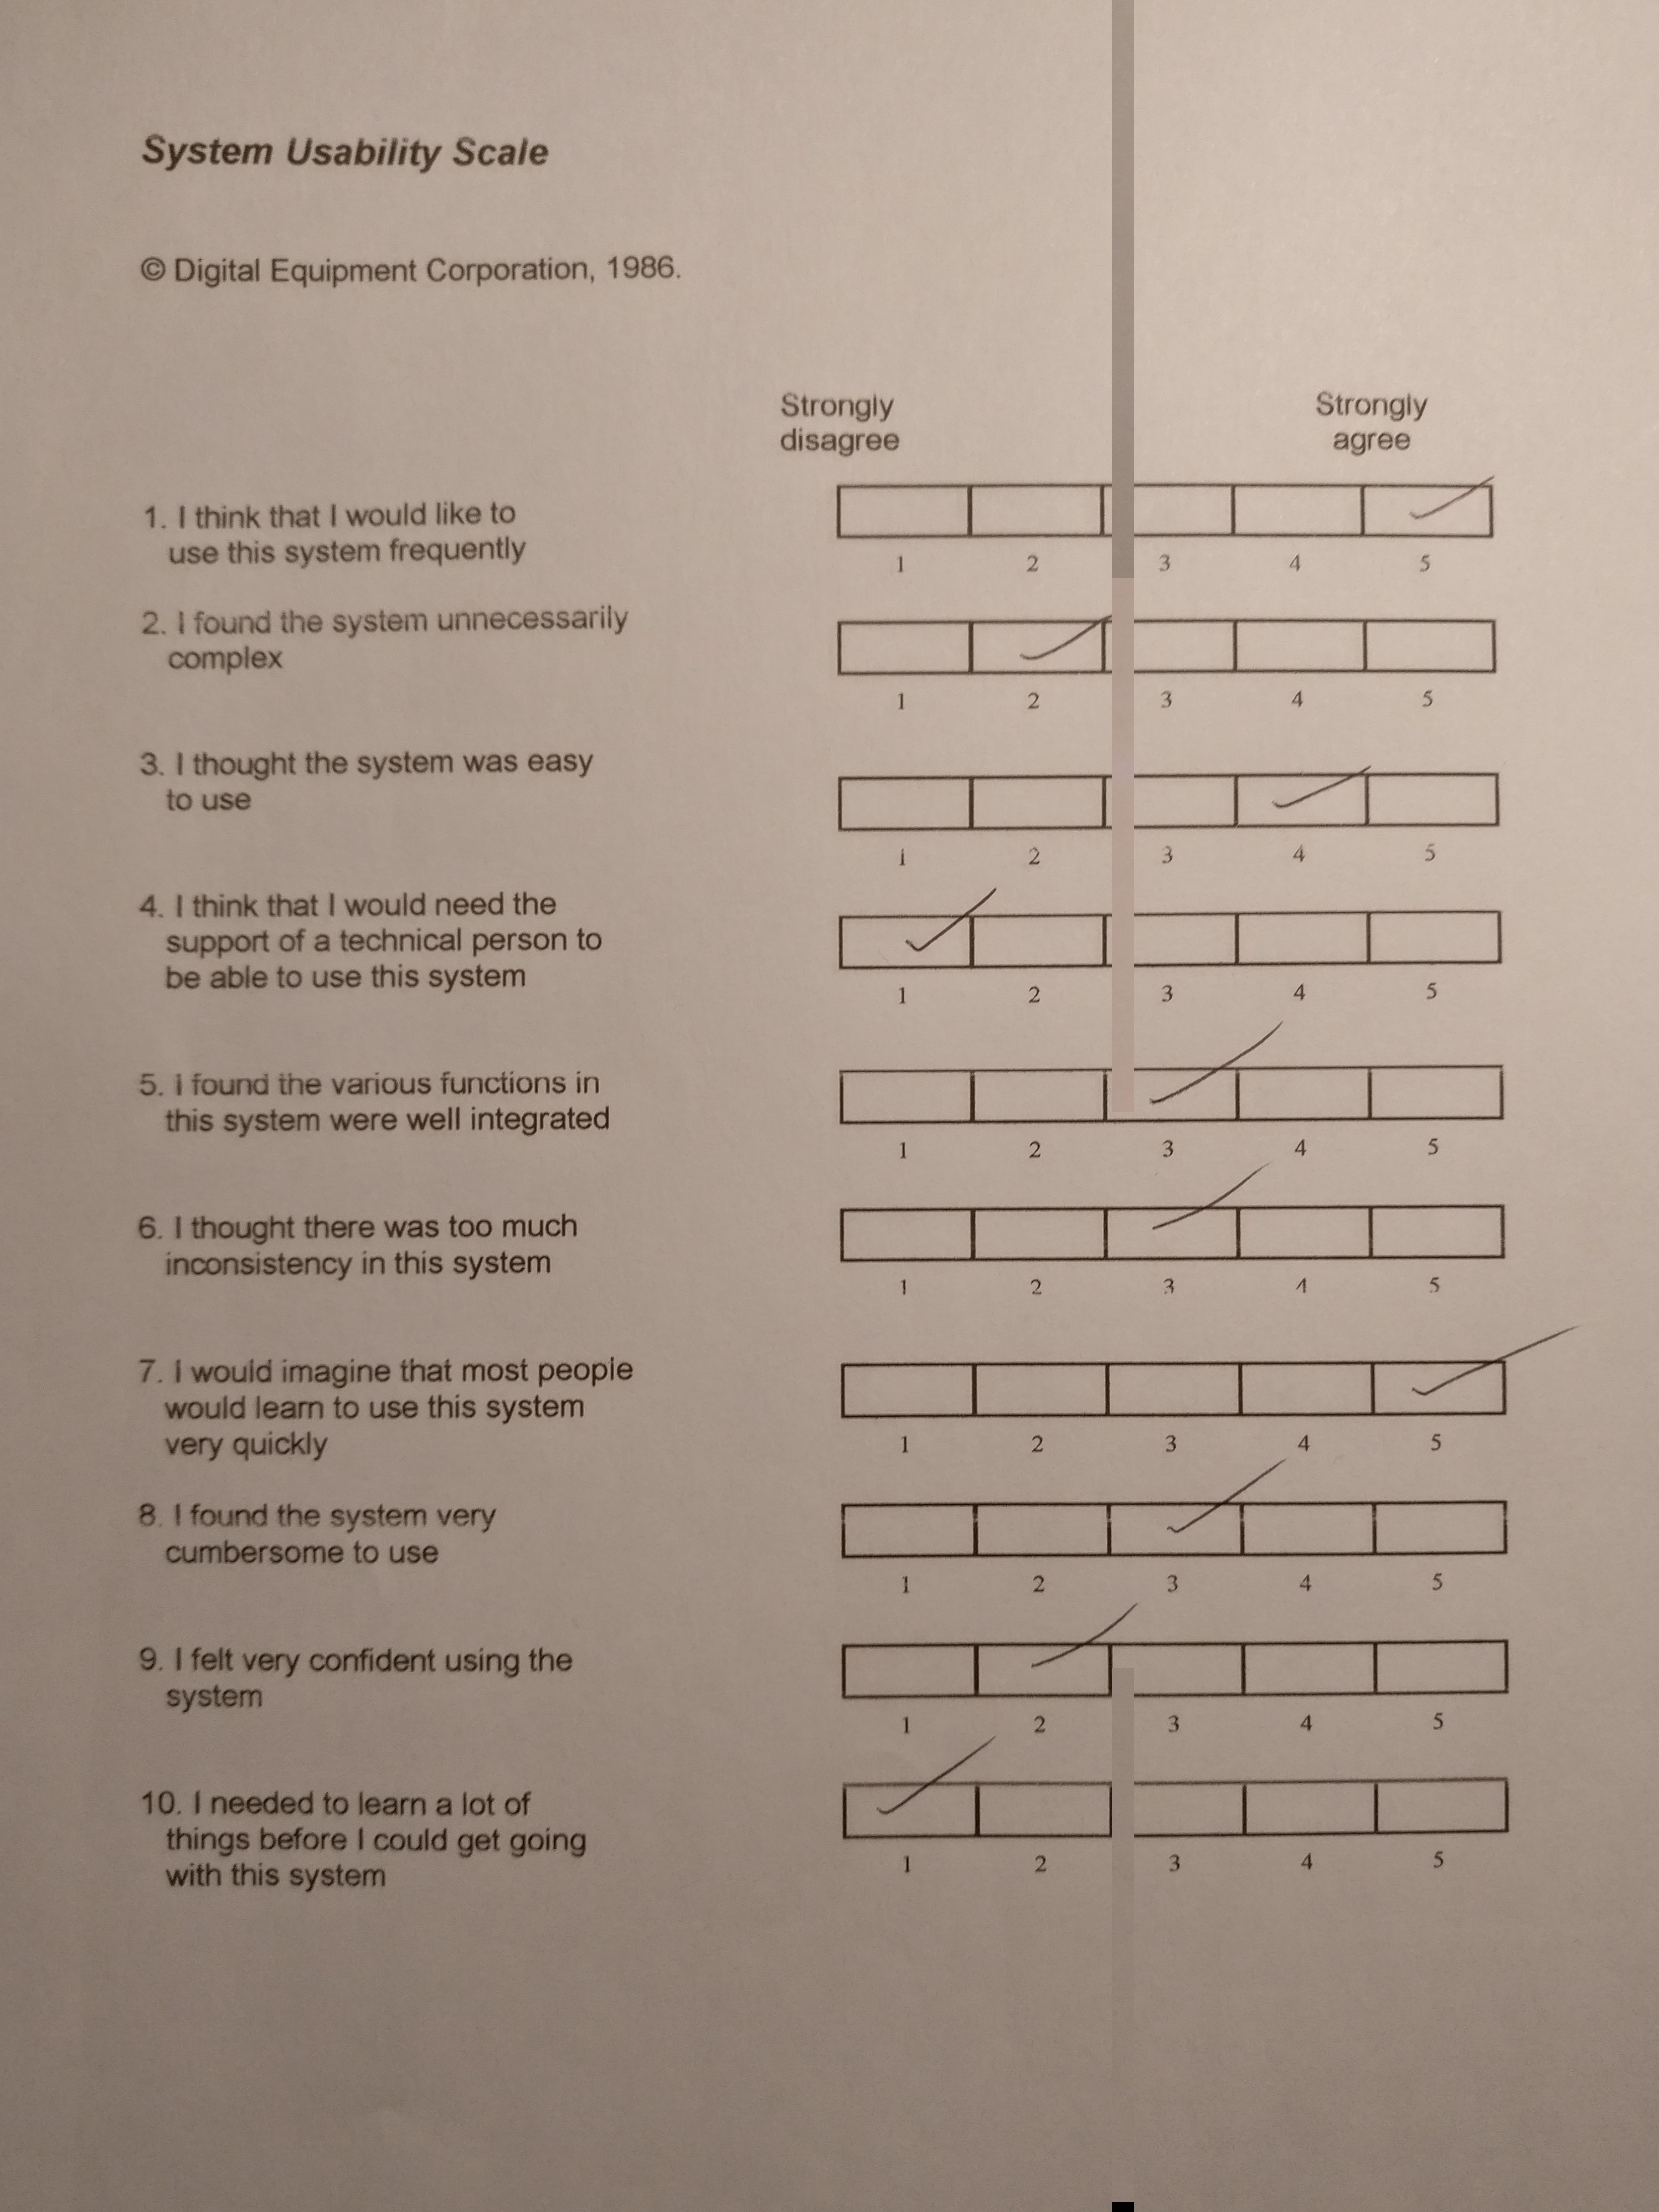 System Usability Scale
© Digital Equipment Corporation, 1986.
Strongly disagree
Strongly agree
1. I think that I would like to
use this system frequently
1 2 3 4 5
2. I found the system unnecessarily
complex
1 2 3 4 5
3. I thought the system was easy
to use
1 2 3 4 5
4. I think that I would need the
support of a technical person to
be able to use this system
1 2 3 4 5
5. I found the various functions in
this system were well integrated
1 2 3 4 5
6. I thought there was too much
inconsistency in this system
1 2 3 4 5
7. I would imagine that most people
would learn to use this system
very quickly
1 2 3 4 5
8. I found the system very
cumbersome to use
1 2 3 4 5
9. I felt very confident using the
system
1 2 3 4 5
10. I needed to learn a lot of
things before I could get going
with this system
1 2 3 4 5